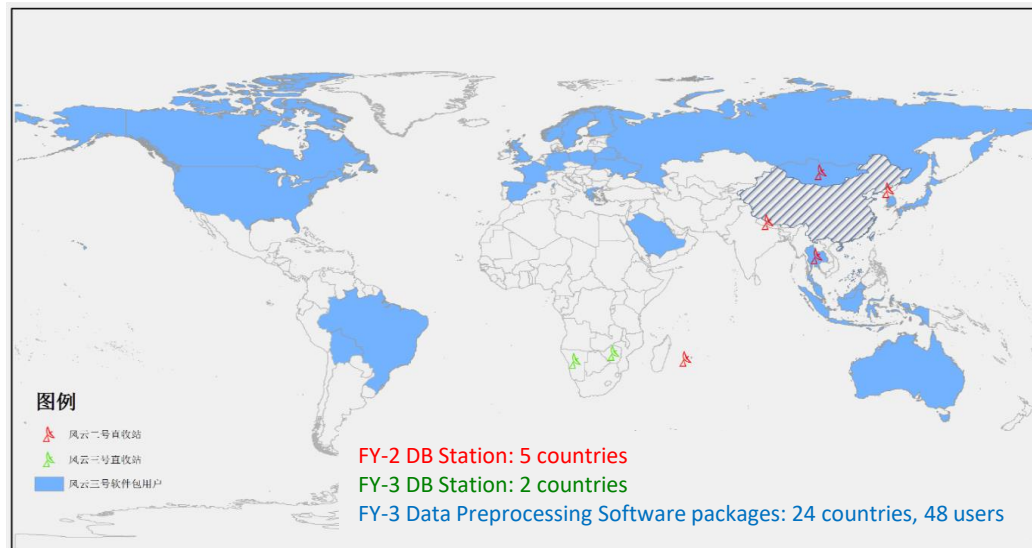 图例
风云二号直收站
风云三号直收站
风云三号软件包用户
FY-2 DB Station: 5 countries
FY-3 DB Station: 2 countries
FY-3 Data Preprocessing Software packages: 24 countries, 48 users